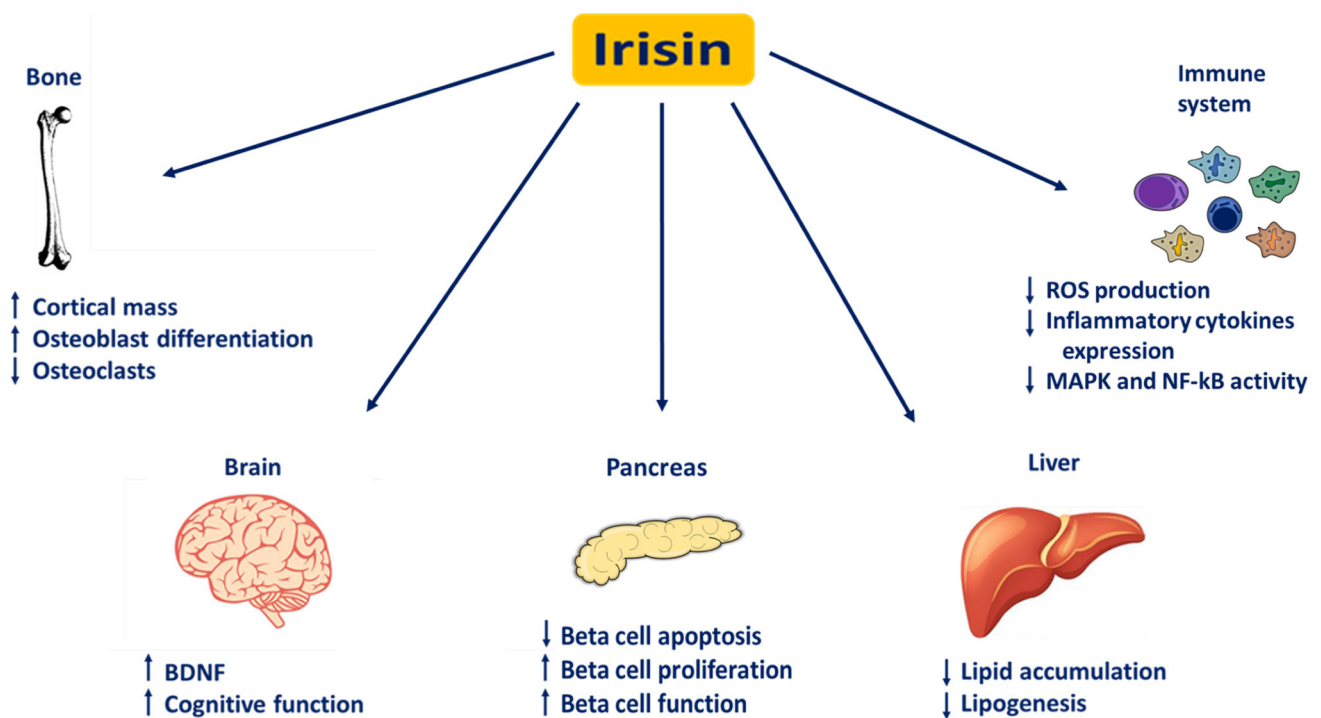 Irisin
Bone
↑ Cortical mass
↑ Osteoblast differentiation
↓ Osteoclasts
Immune
system
↓ ROS production
↓ Inflammatory cytokines
expression
↓ MAPK and NF-kB activity
Brain
↑ BDNF
↑ Cognitive function
Pancreas
↓ Beta cell apoptosis
↑ Beta cell proliferation
↑ Beta cell function
Liver
↓ Lipid accumulation
↓ Lipogenesis